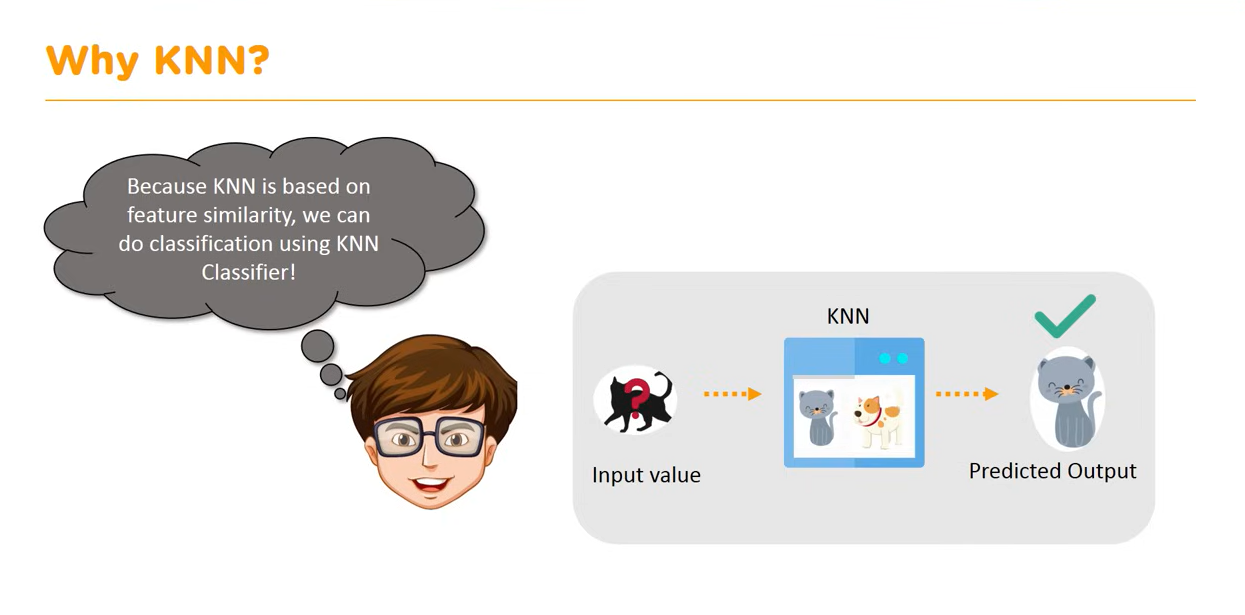 Why KNN?
Because KNN is based on
feature similarity, we can
do classification using KNN
Classifier!
KNN
?
Input value
Predicted Output